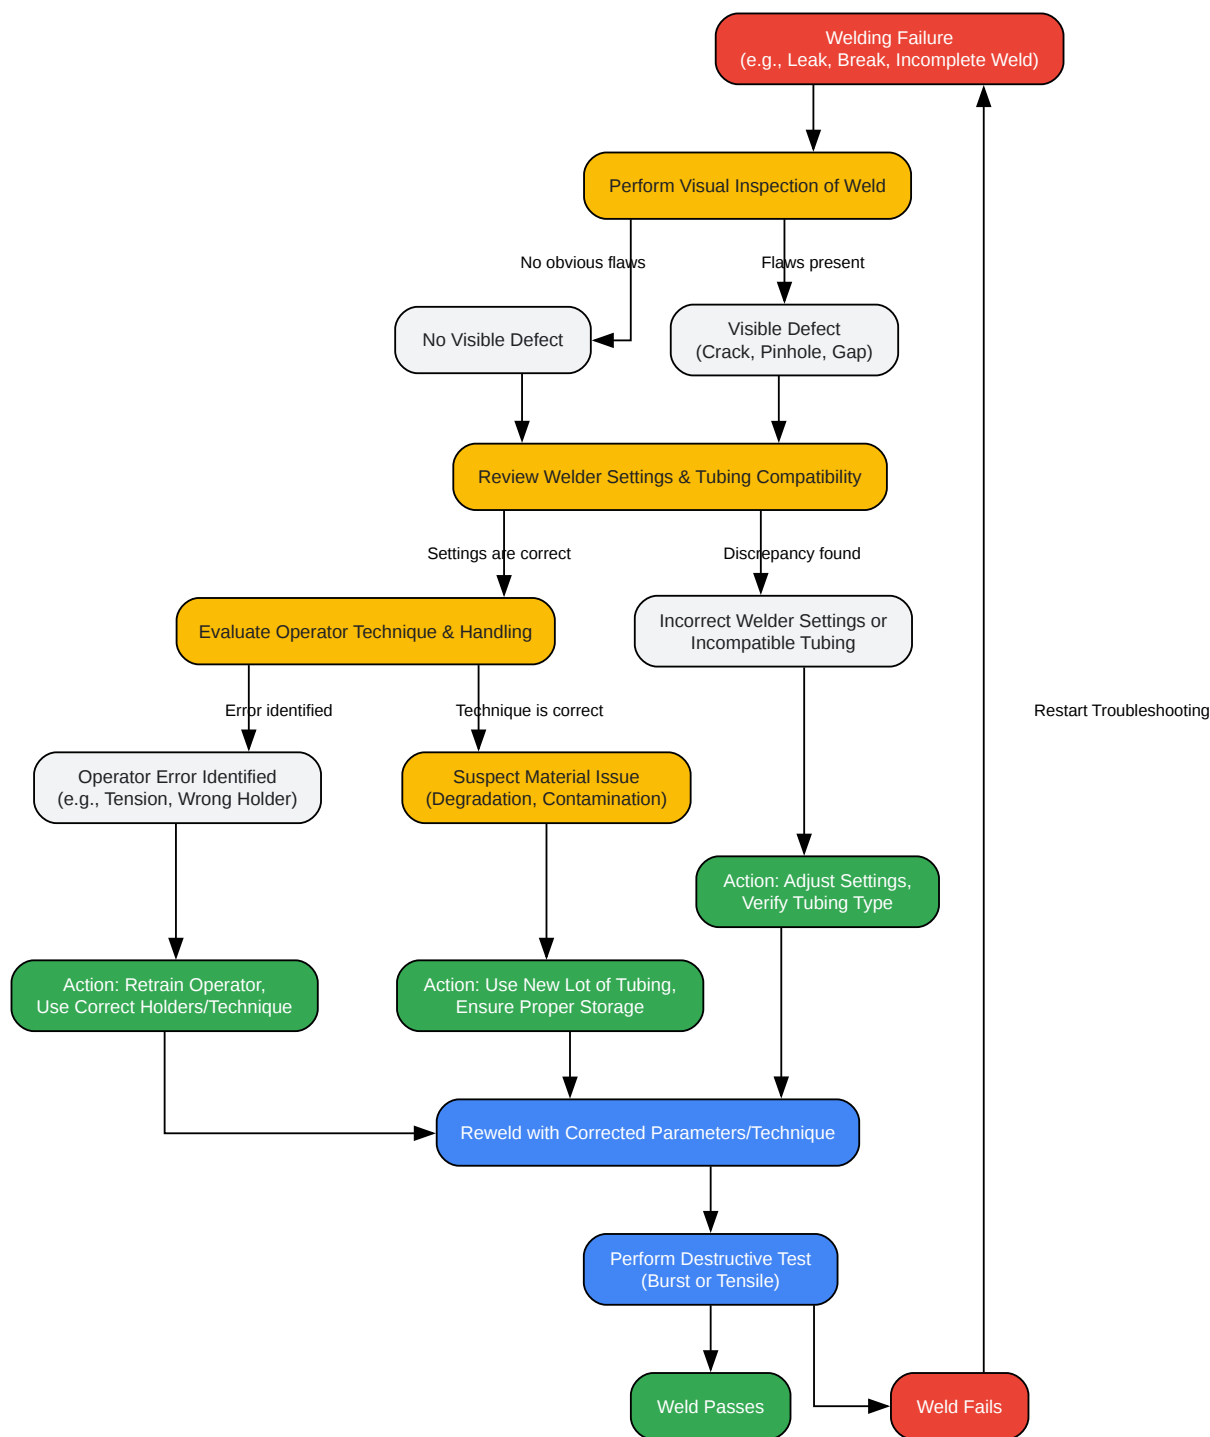 Welding Failure
(e.g., Leak, Break, Incomplete Weld)
Perform Visual Inspection of Weld
No obvious flaws
Flaws present
No Visible Defect
Visible Defect
(Crack, Pinhole, Gap)
Review Welder Settings & Tubing Compatibility
Settings are correct
Discrepancy found
Evaluate Operator Technique & Handling
Incorrect Welder Settings or
Incompatible Tubing
Error identified
Technique is correct
Restart Troubleshooting
Operator Error Identified
(e.g., Tension, Wrong Holder)
Suspect Material Issue
(Degradation, Contamination)
Action: Adjust Settings,
Verify Tubing Type
Action: Retrain Operator,
Use Correct Holders/Technique
Action: Use New Lot of Tubing,
Ensure Proper Storage
Reweld with Corrected Parameters/Technique
Perform Destructive Test
(Burst or Tensile)
Weld Passes
Weld Fails